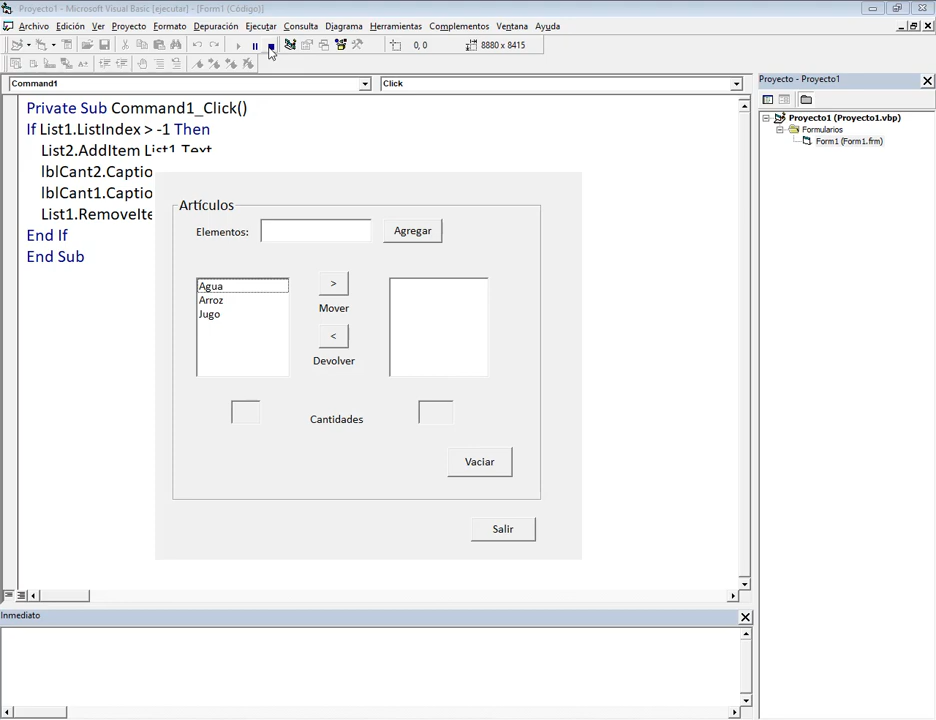 Proyecto1 - Microsoft Visual Basic [ejecutar] - [Form1 (Código)]
Archivo Edición Ver Proyecto Formato Depuración Ejecutar Consulta Diagrama Herramientas Complementos Ventana Ayuda
0, 0 8880 x 8415
Command1 Click
Proyecto - Proyecto1
Proyecto1 (Proyecto1.vbp)
Formularios
Form1 (Form1.frm)
Private Sub Command1_Click()
If List1.ListIndex > -1 Then
List2.AddItem List1.Text
lblCant2.Captio
lblCant1.Captio
List1.RemoveIte
End If
End Sub
Artículos
Elementos: Agregar
Agua
Arroz
Jugo
>
Mover
<
Devolver
Cantidades
Vaciar
Salir
Inmediato